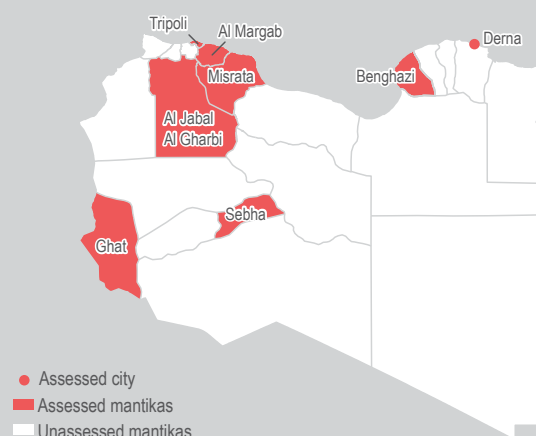 Tripoli
Al Margab
Derna
Misrata
Benghazi
Al Jabal
Al Gharbi
Sebha
Ghat
Assessed city
Assessed mantikas
Unassessed mantikas